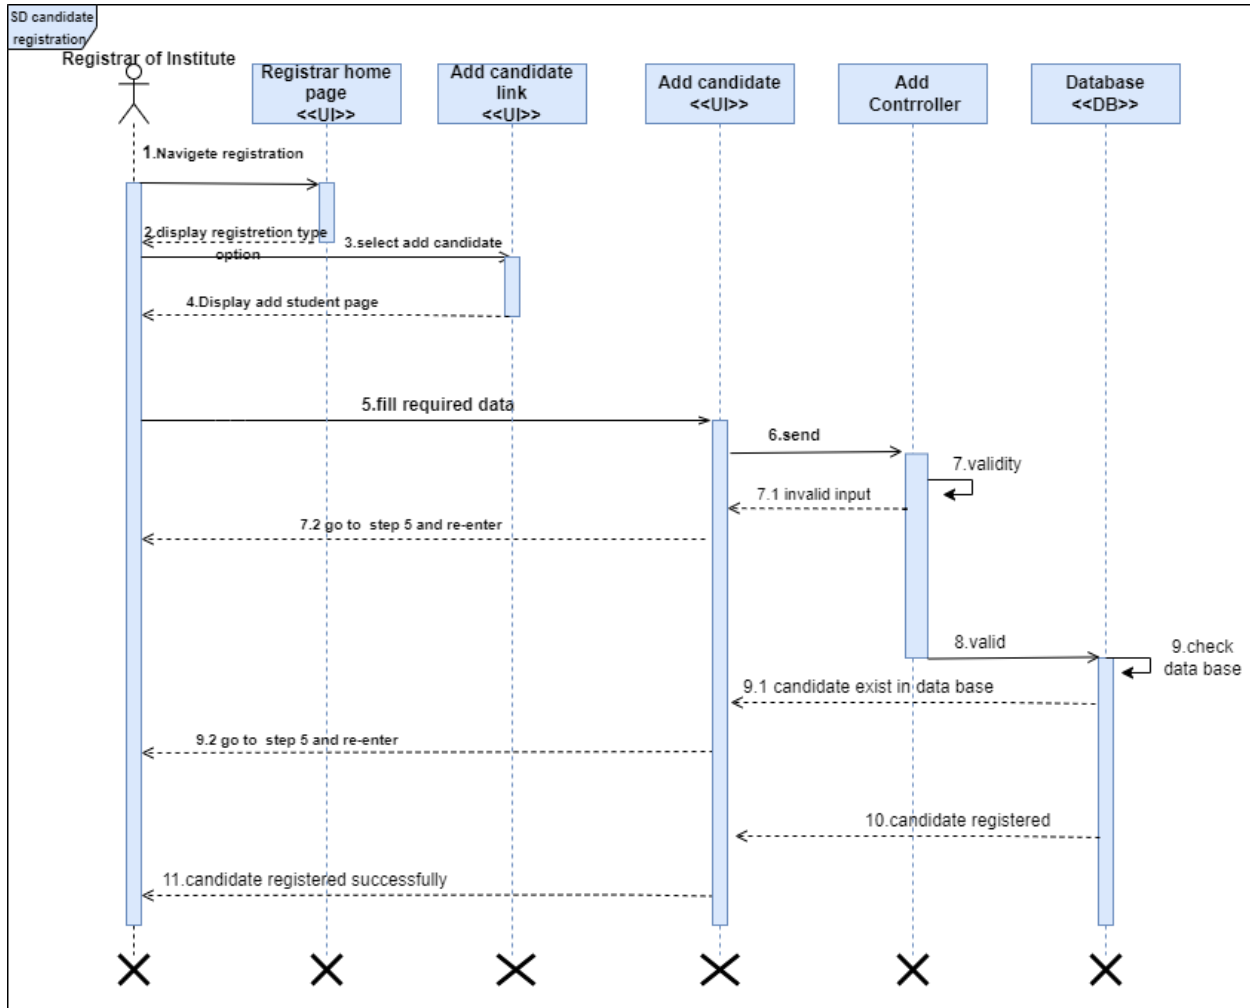 SD candidate
registration
Registrar of Institute
Registrar home
page
<<UI>>
Add candidate
link
<<UI>>
Add candidate
<<UI>>
Add
Contrroller
Database
<<DB>>
1.Navigete registration
2.display registretion type
option
3.select add candidate
4.Display add student page
5.fill required data
6.send
7.validity
7.1 invalid input
7.2 go to  step 5 and re-enter
8.valid
9.check
data base
9.1 candidate exist in data base
9.2 go to  step 5 and re-enter
10.candidate registered
11.candidate registered successfully